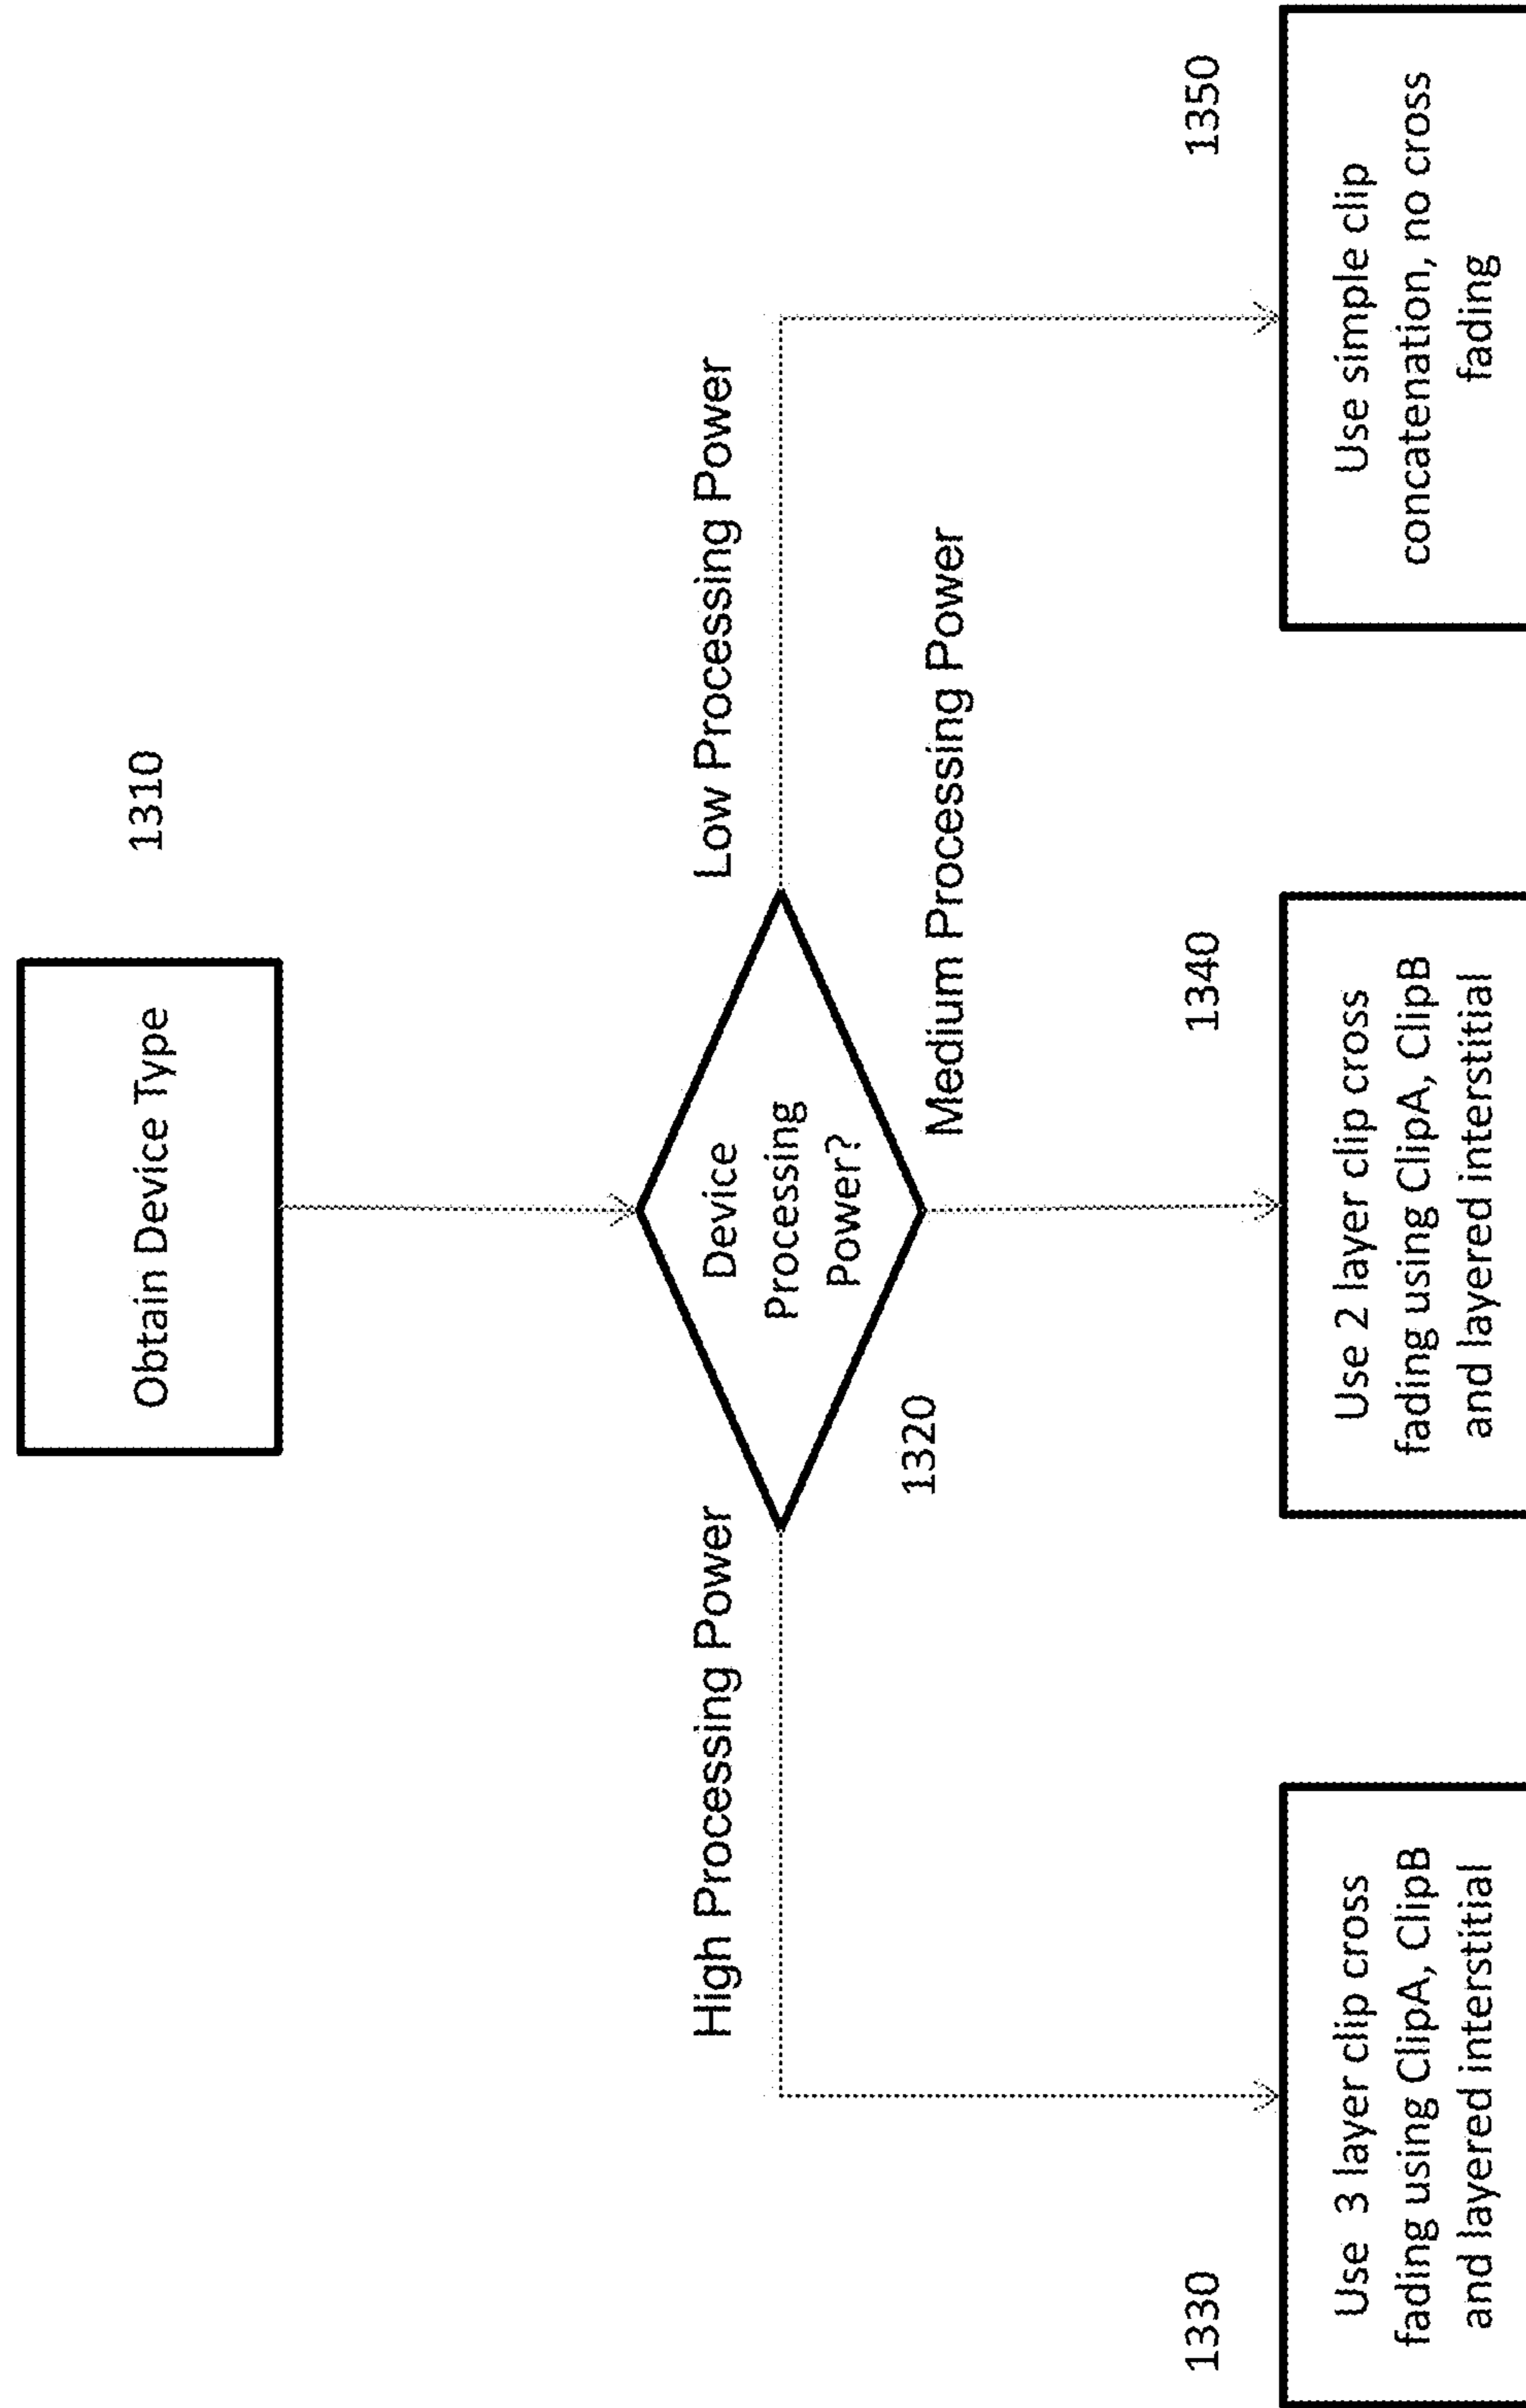 Obtain Device Type
1310
High Processing Power
Low Processing Power
Device
Processing
Power?
1320
Medium Processing Power
1330
1340
1350
Use 3 layer clip cross
fading using ClipA, ClipB
and layered interstitial
Use 2 layer clip cross
fading using ClipA, ClipB
and layered interstitial
Use simple clip
concatenation, no cross
fading